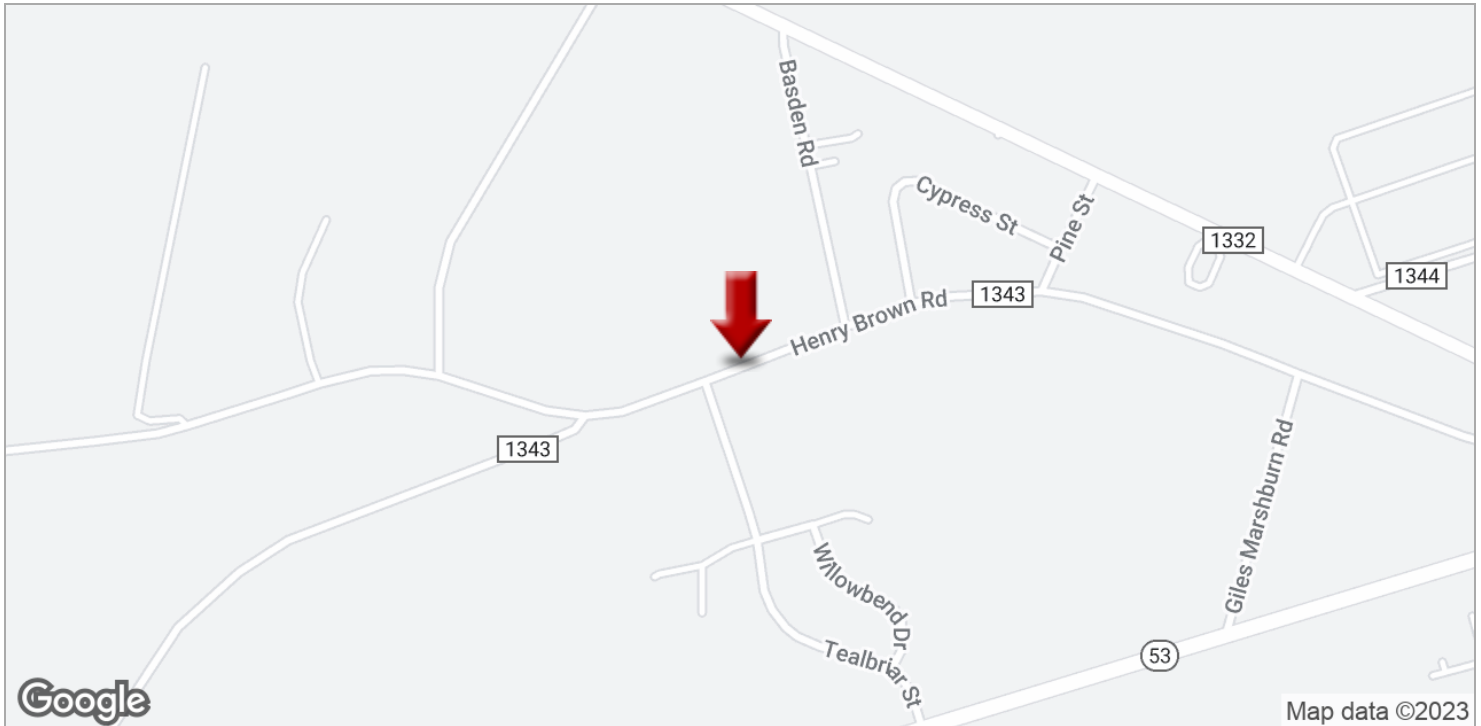 Basden Rd
Cypress St
Pine St
1332
1344
1343
Henry Brown Rd
1343
Giles Marshburn Rd
Willowbend Dr
Tealbriar St
53
Google
Map data ©2023